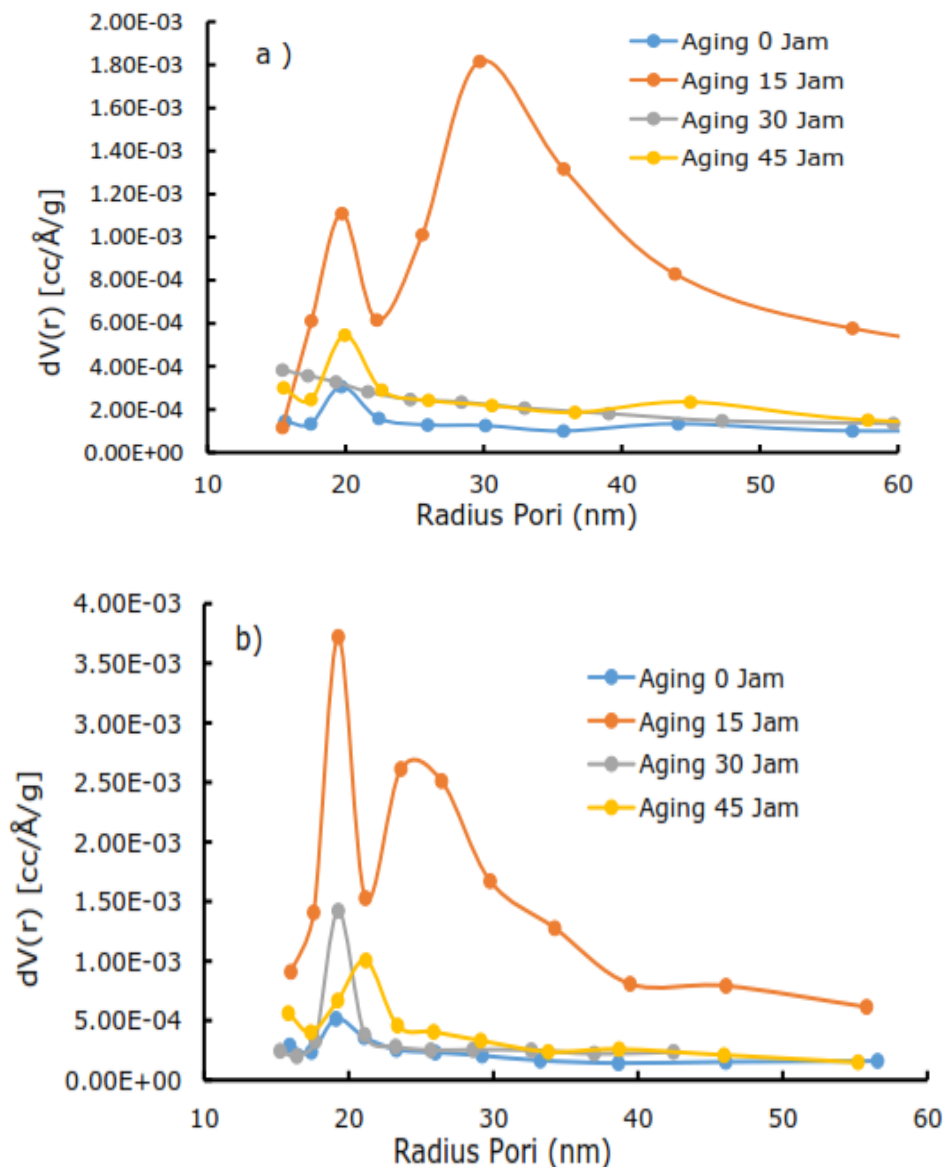 a )
Aging 0 Jam
Aging 15 Jam
Aging 30 Jam
Aging 45 Jam
dV(r) [cc/Å/g]
2.00E-03
1.80E-03
1.60E-03
1.40E-03
1.20E-03
1.00E-03
8.00E-04
6.00E-04
4.00E-04
2.00E-04
0.00E+00
10 20 30 40 50 60
Radius Pori (nm)
b)
Aging 0 Jam
Aging 15 Jam
Aging 30 Jam
Aging 45 Jam
dV(r) [cc/Å/g]
4.00E-03
3.50E-03
3.00E-03
2.50E-03
2.00E-03
1.50E-03
1.00E-03
5.00E-04
0.00E+00
10 20 30 40 50 60
Radius Pori (nm)